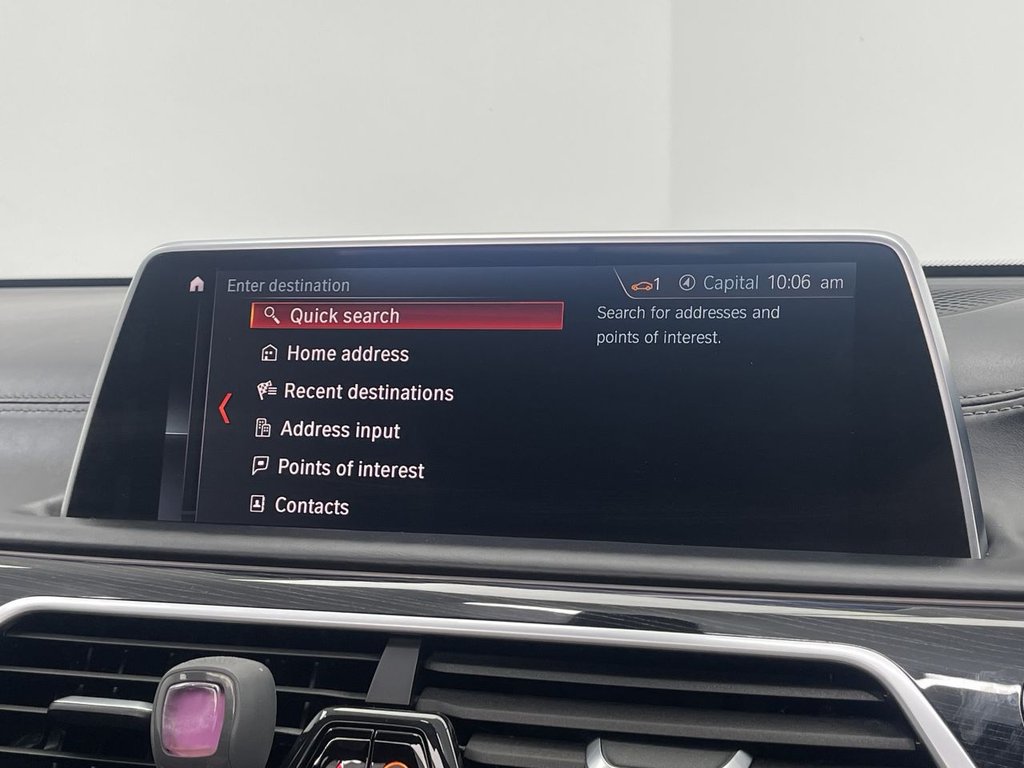 Enter destination
1 Capital 10:06 am
Quick search
Search for addresses and
points of interest.
Home address
Recent destinations
Address input
Points of interest
Contacts